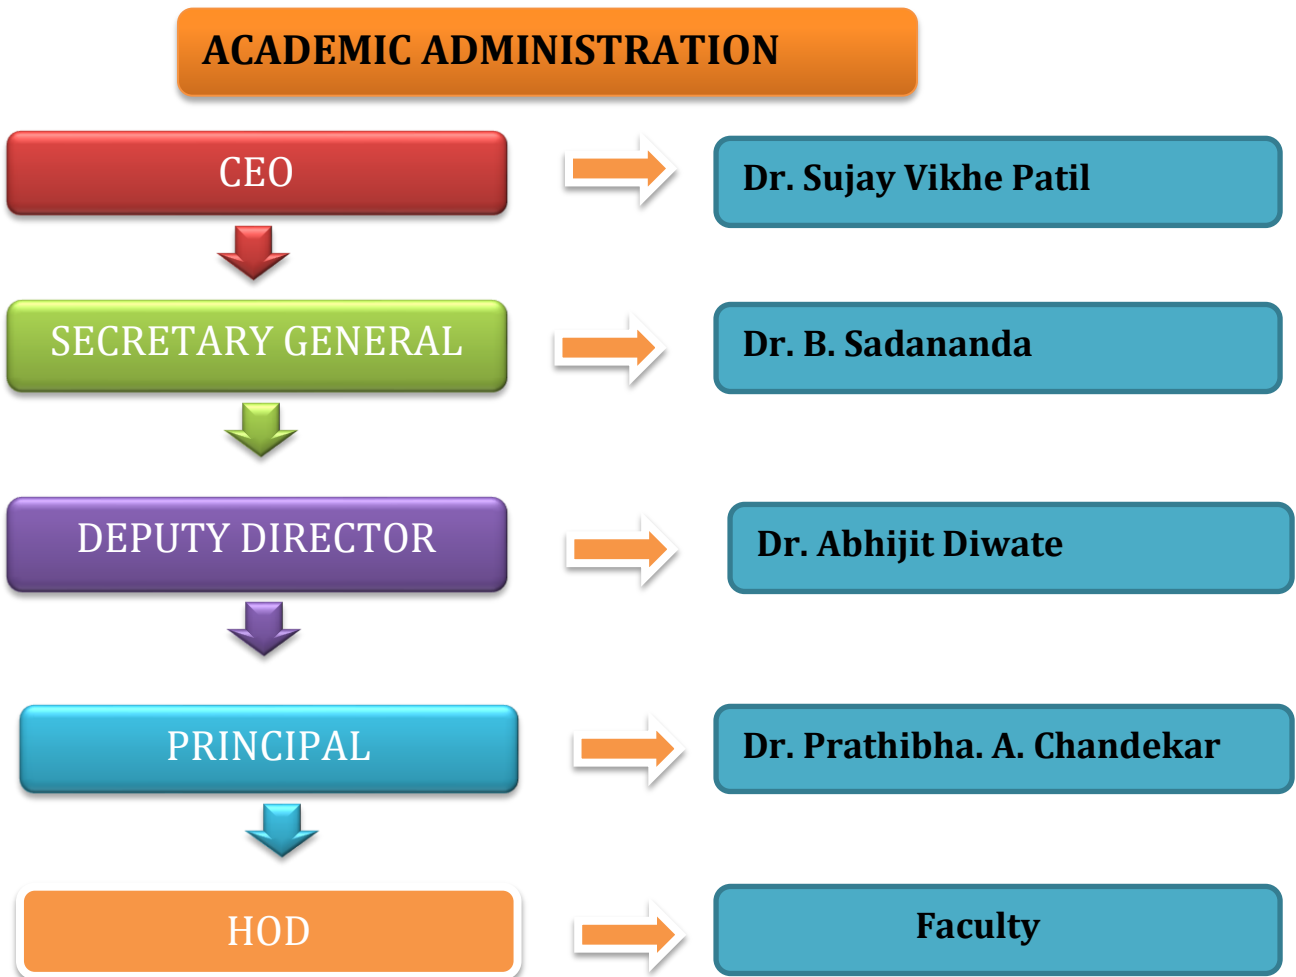 ACADEMIC ADMINISTRATION
CEO
Dr. Sujay Vikhe Patil
SECRETARY GENERAL
Dr. B. Sadananda
DEPUTY DIRECTOR
Dr. Abhijit Diwate
PRINCIPAL
Dr. Prathibha. A. Chandekar
HOD
Faculty